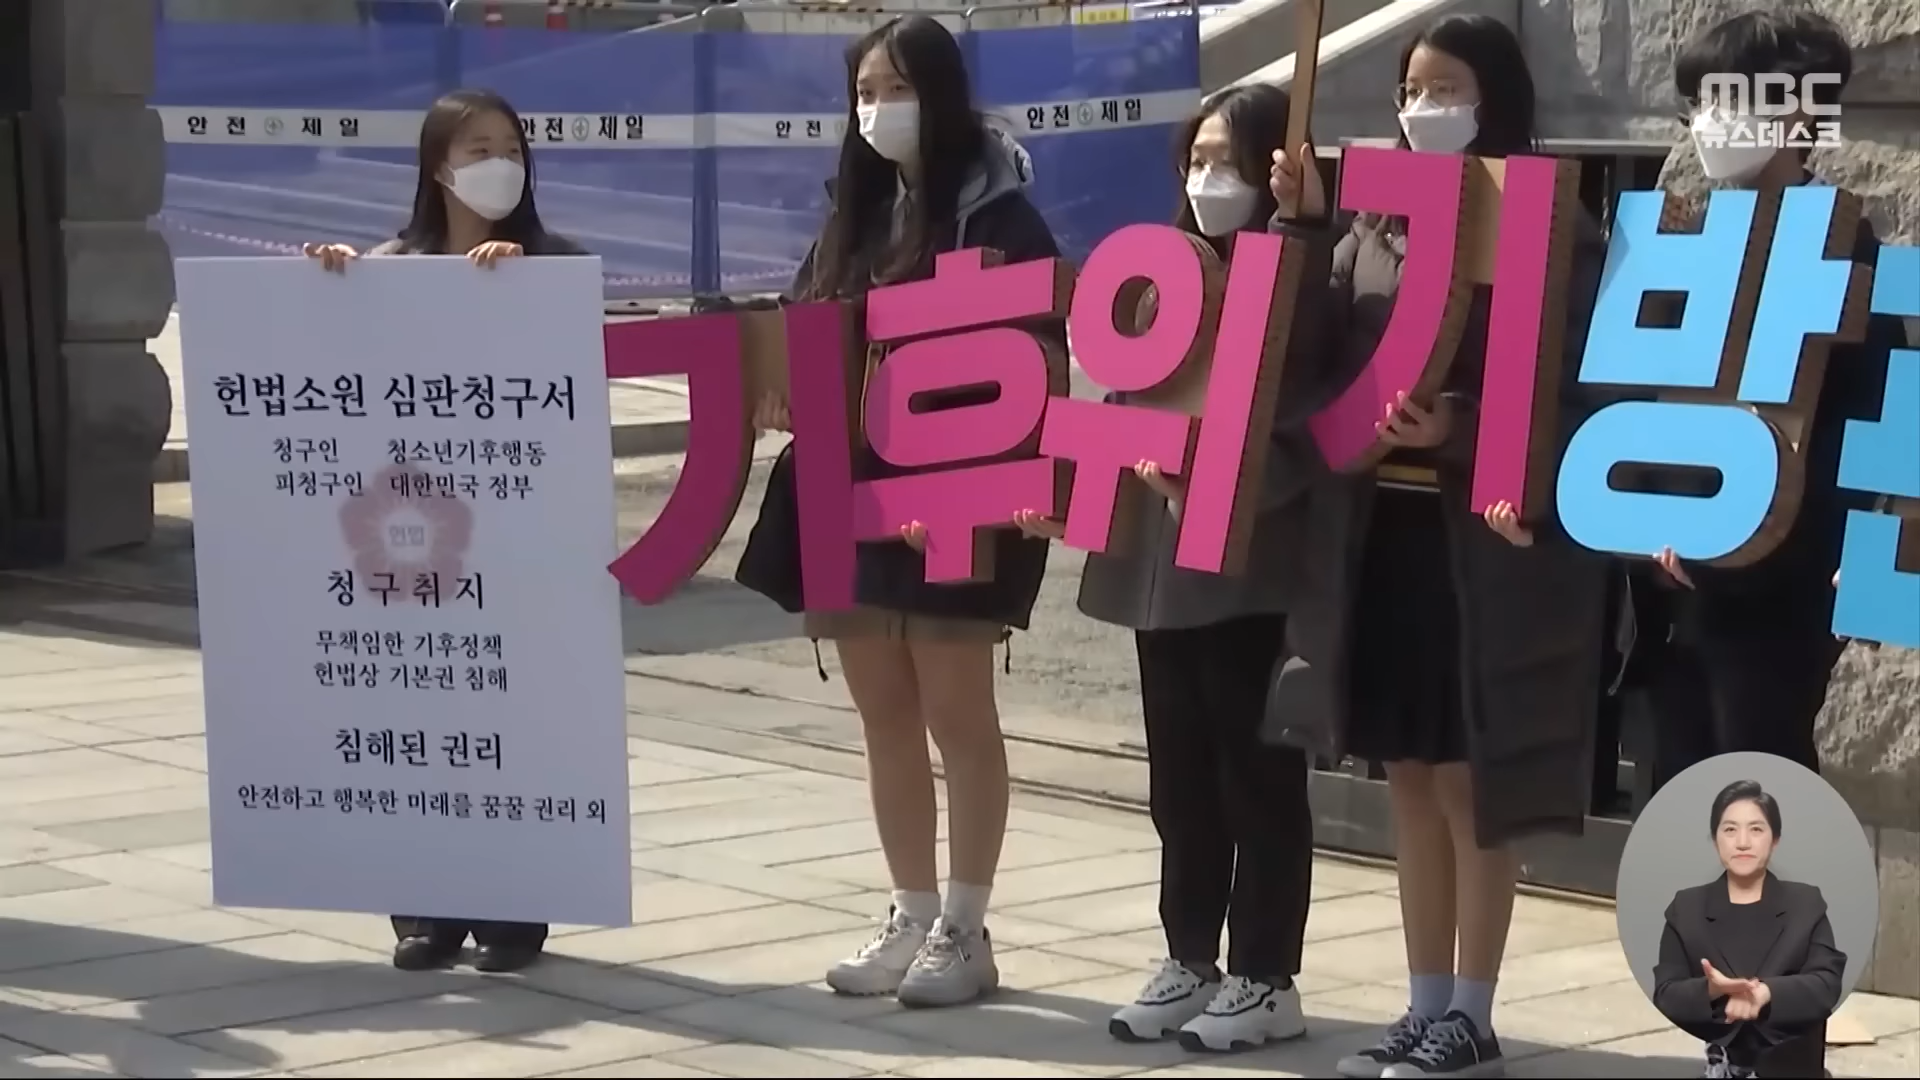 안전 제일
안전 제일
안전
안전 제일
MBC
뉴스데스크
헌법소원 심판청구서
청구인 청소년기후행동
피청구인 대한민국 정부
헌법
청구취지
무책임한 기후정책
헌법상 기본권 침해
침해된 권리
안전하고 행복한 미래를 꿈꿀 권리 외
기후위기 방